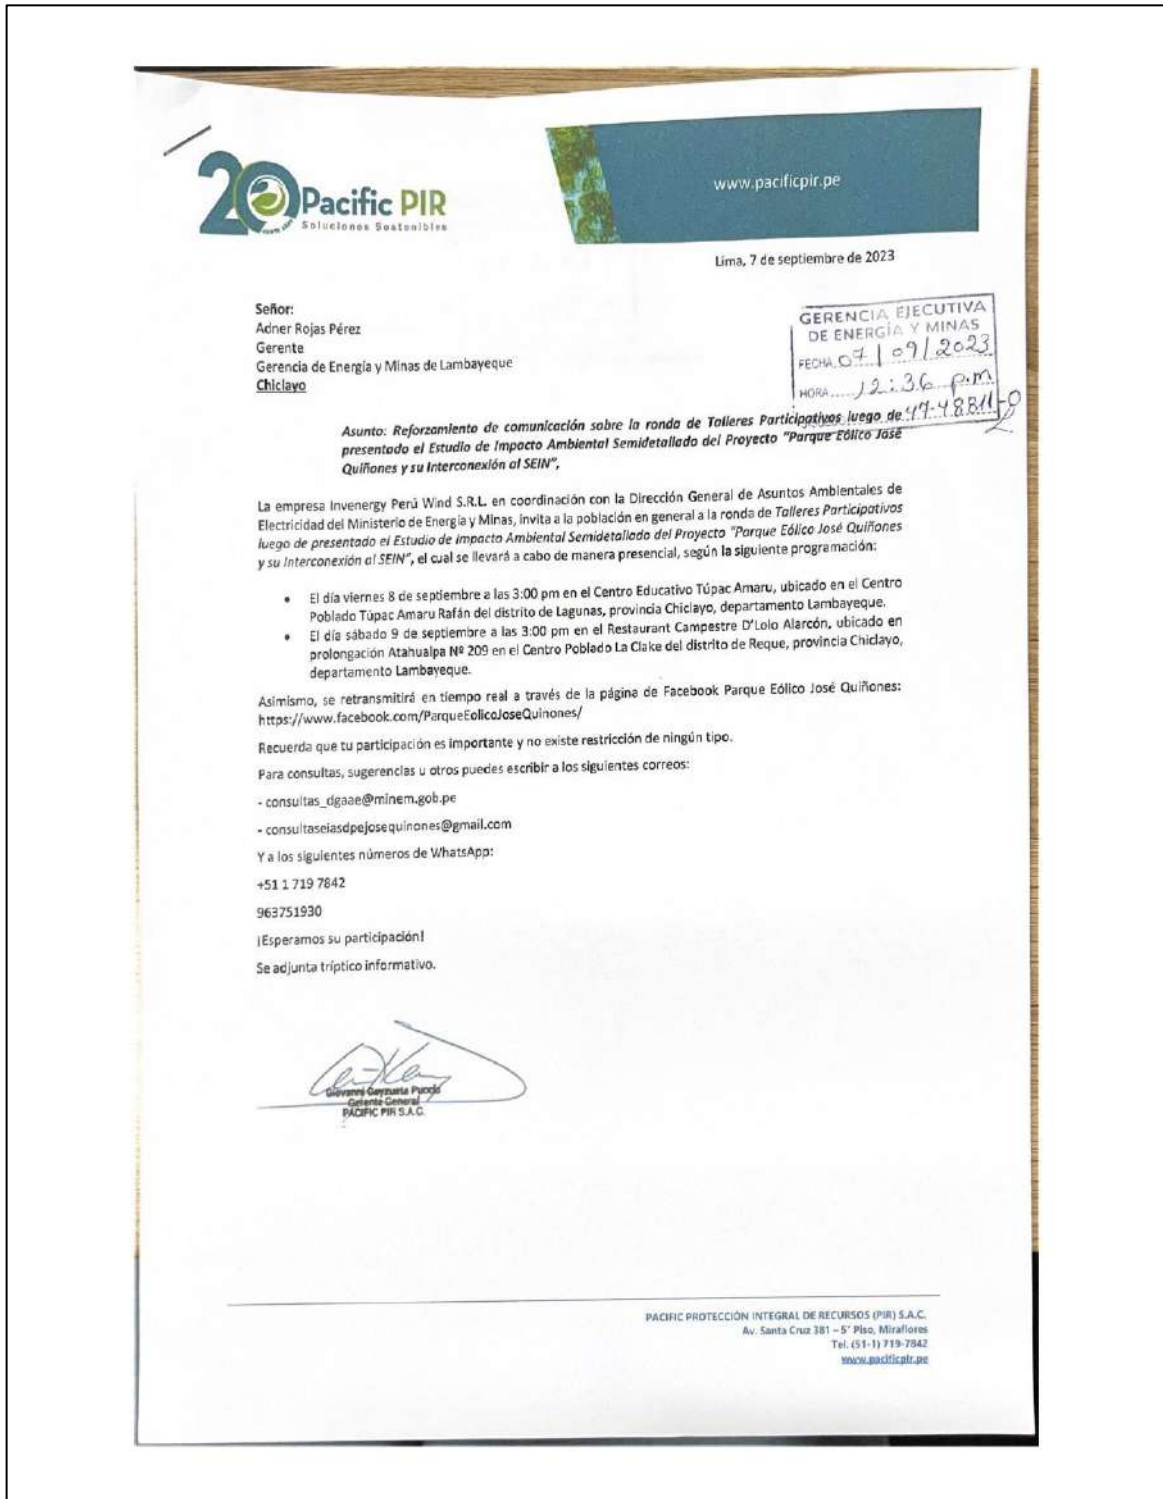 20 Pacific PIR
Soluciones Sostenibles
www.pacificpir.pe
Lima, 7 de septiembre de 2023
Señor:
Adner Rojas Pérez
Gerente
Gerencia de Energía y Minas de Lambayeque
Chiclayo
GERENCIA EJECUTIVA
DE ENERGÍA Y MINAS
FECHA 07/09/2023
HORA 12:36 p.m
Asunto: Reforzamiento de comunicación sobre la ronda de Talleres Participativos luego de
presentado el Estudio de Impacto Ambiental Semidetallado del Proyecto "Parque Eólico José
Quiñones y su Interconexión al SEIN",
La empresa Invenergy Perú Wind S.R.L. en coordinación con la Dirección General de Asuntos Ambientales de
Electricidad del Ministerio de Energía y Minas, invita a la población en general a la ronda de Talleres Participativos
luego de presentado el Estudio de Impacto Ambiental Semidetallado del Proyecto "Parque Eólico José Quiñones
y su Interconexión al SEIN", el cual se llevará a cabo de manera presencial, según la siguiente programación:
• El día viernes 8 de septiembre a las 3:00 pm en el Centro Educativo Túpac Amaru, ubicado en el Centro
Poblado Túpac Amaru Rafán del distrito de Lagunas, provincia Chiclayo, departamento Lambayeque.
• El día sábado 9 de septiembre a las 3:00 pm en el Restaurant Campestre D'Lolo Alarcón, ubicado en
prolongación Atahualpa Nº 209 en el Centro Poblado La Clake del distrito de Reque, provincia Chiclayo,
departamento Lambayeque.
Asimismo, se retransmitirá en tiempo real a través de la página de Facebook Parque Eólico José Quiñones:
https://www.facebook.com/ParqueEolicoJoseQuinones/
Recuerda que tu participación es importante y no existe restricción de ningún tipo.
Para consultas, sugerencias u otros puedes escribir a los siguientes correos:
- consultas_dgaae@minem.gob.pe
- consultaseiasdpejosequinones@gmail.com
Y a los siguientes números de WhatsApp:
+51 1 719 7842
963751930
¡Esperamos su participación!
Se adjunta tríptico informativo.
Giovanni
Gerente General
PACIFIC PIR S.A.C.
PACIFIC PROTECCIÓN INTEGRAL DE RECURSOS (PIR) S.A.C.
Av. Santa Cruz 381 – 5° Piso, Miraflores
Tel. (51-1) 719-7842
www.pacificpir.pe